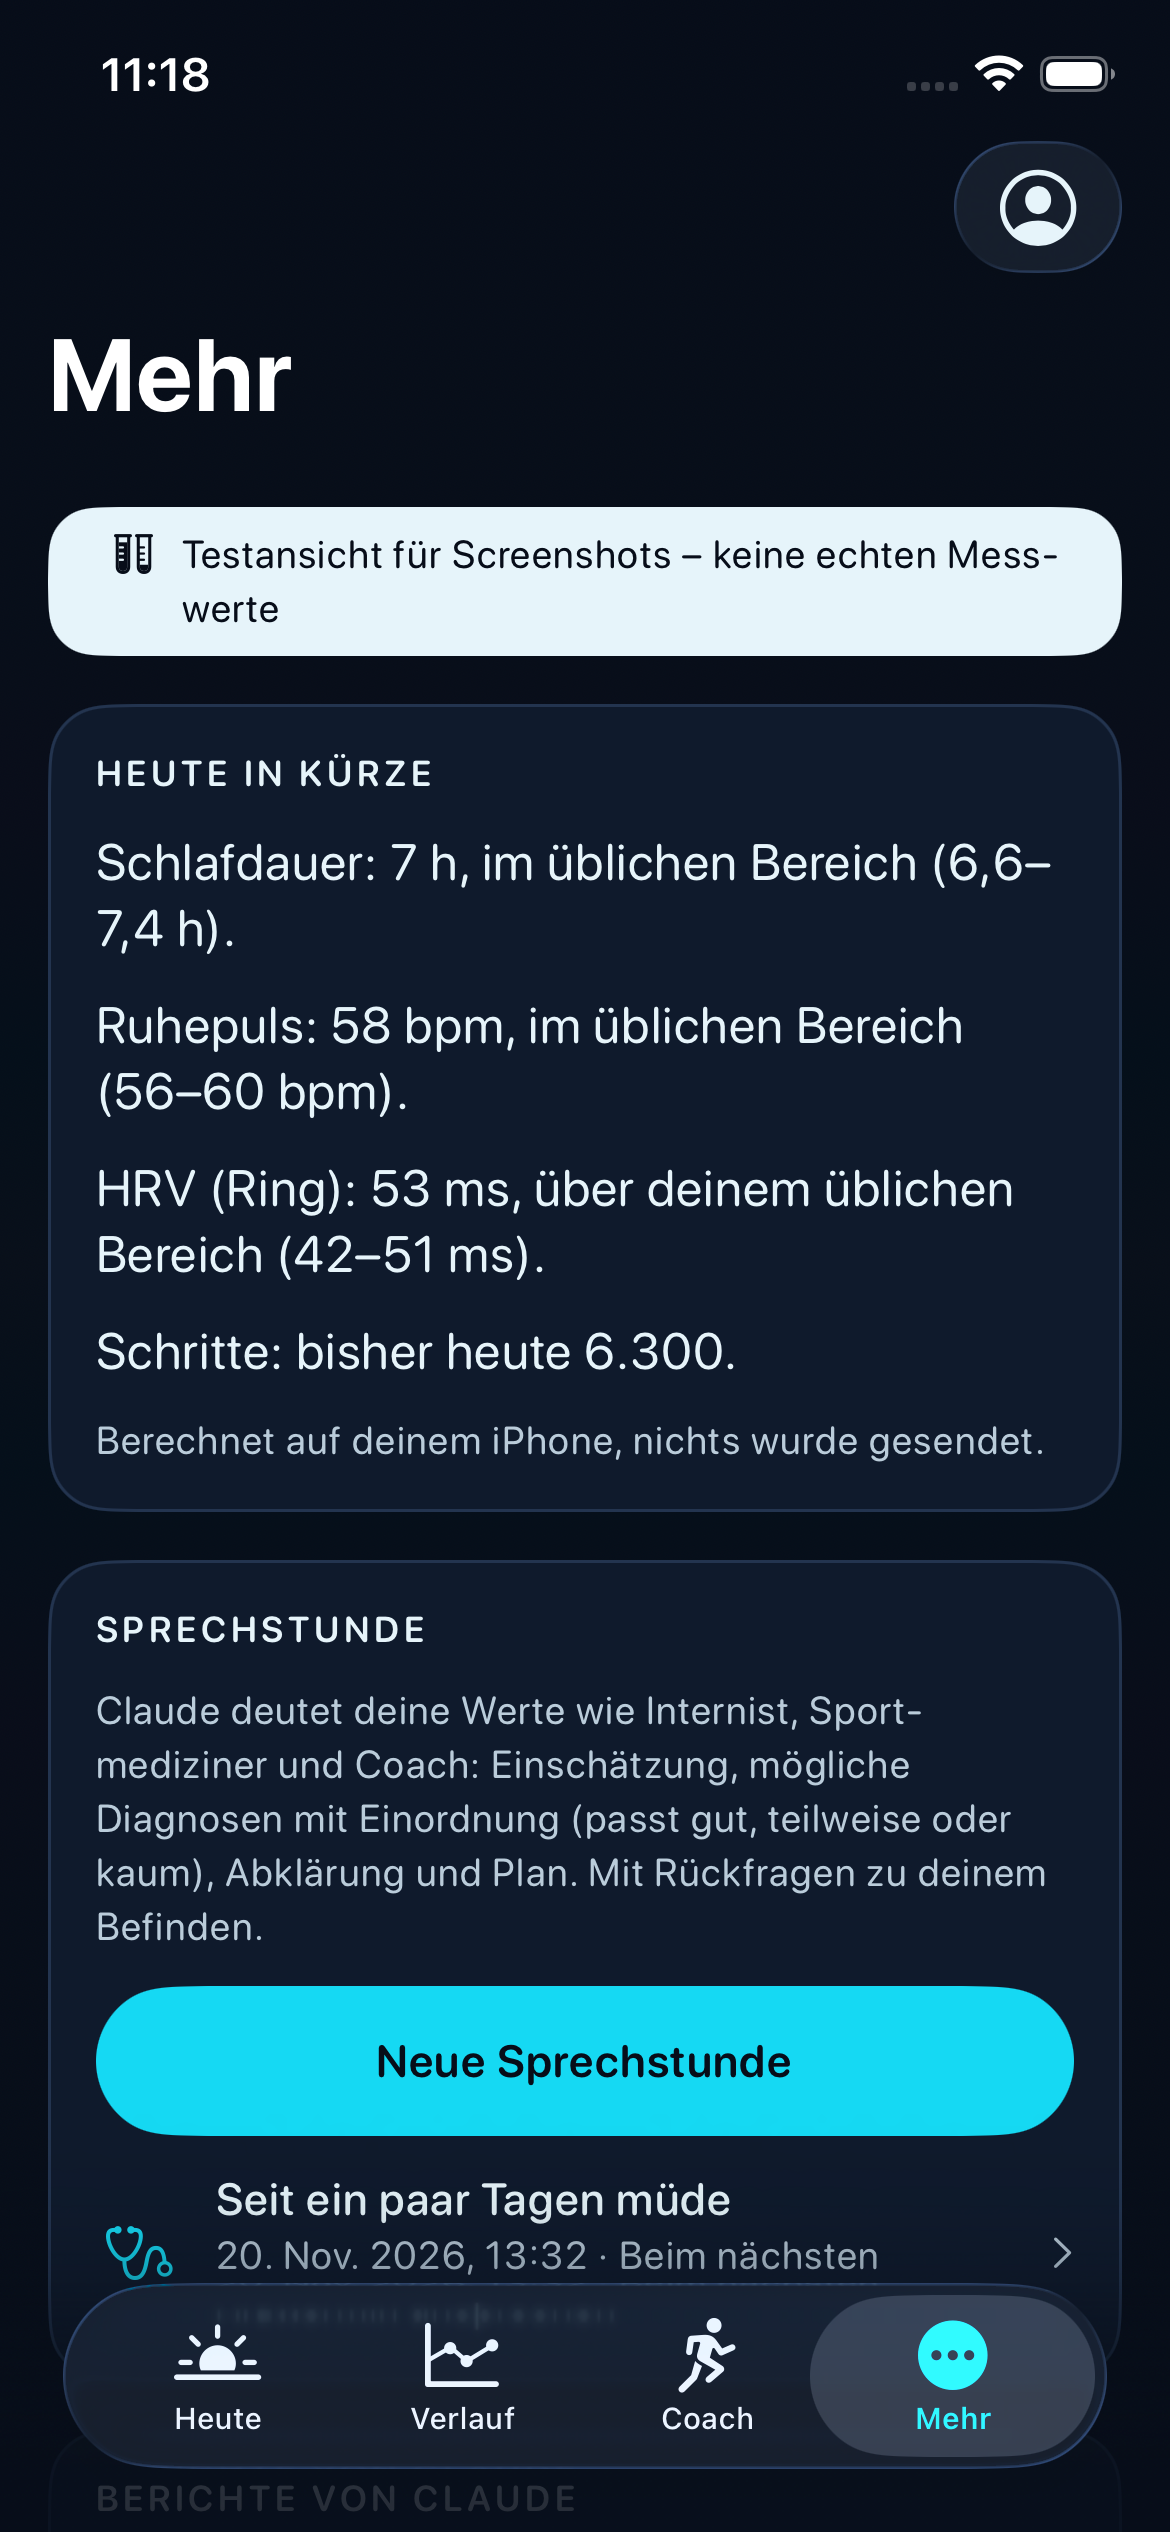 11:18
Mehr
Testansicht für Screenshots – keine echten Mess-
werte
HEUTE IN KÜRZE
Schlafdauer: 7 h, im üblichen Bereich (6,6–
7,4 h).
Ruhepuls: 58 bpm, im üblichen Bereich
(56–60 bpm).
HRV (Ring): 53 ms, über deinem üblichen
Bereich (42–51 ms).
Schritte: bisher heute 6.300.
Berechnet auf deinem iPhone, nichts wurde gesendet.
SPRECHSTUNDE
Claude deutet deine Werte wie Internist, Sport-
mediziner und Coach: Einschätzung, mögliche
Diagnosen mit Einordnung (passt gut, teilweise oder
kaum), Abklärung und Plan. Mit Rückfragen zu deinem
Befinden.
Neue Sprechstunde
Seit ein paar Tagen müde
20. Nov. 2026, 13:32 · Beim nächsten
Heute
Verlauf
Coach
Mehr
BERICHTE VON CLAUDE